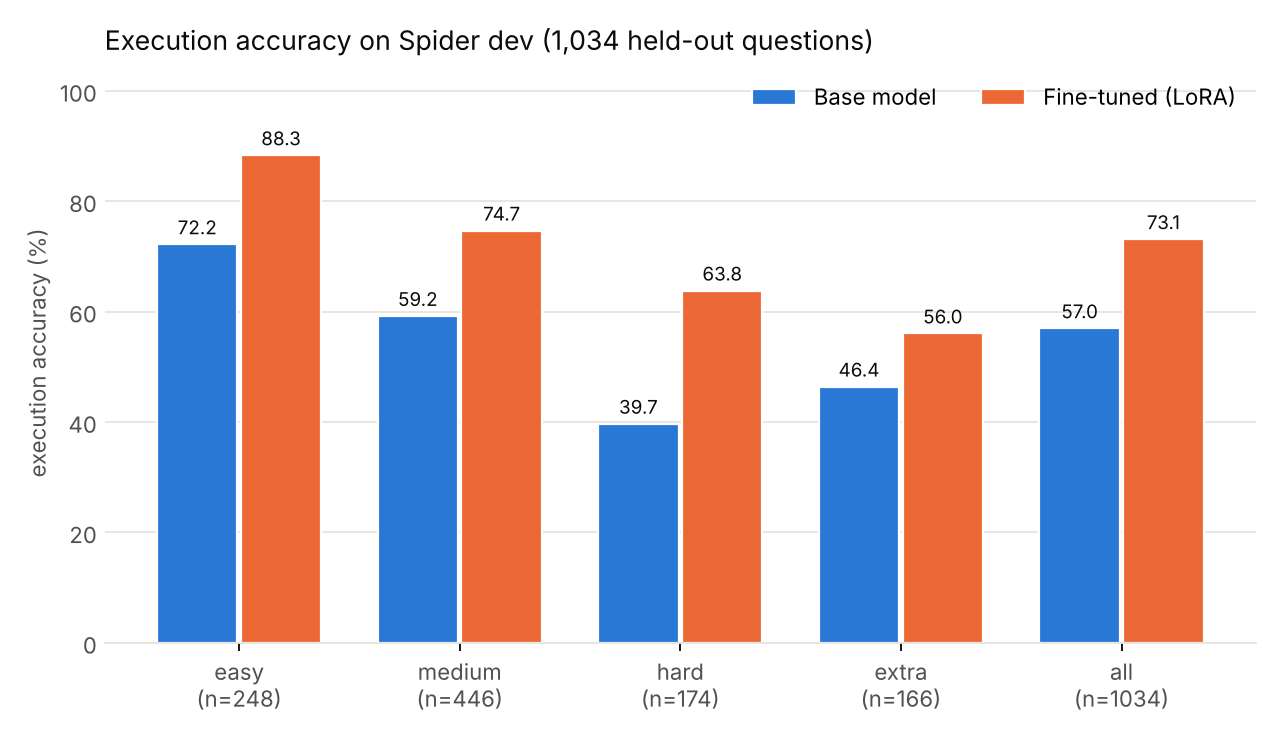 Execution accuracy on Spider dev (1,034 held-out questions)
Base model
Fine-tuned (LoRA)
execution accuracy (%)
100
80
60
40
20
0
72.2
88.3
59.2
74.7
39.7
63.8
46.4
56.0
57.0
73.1
easy
(n=248)
medium
(n=446)
hard
(n=174)
extra
(n=166)
all
(n=1034)